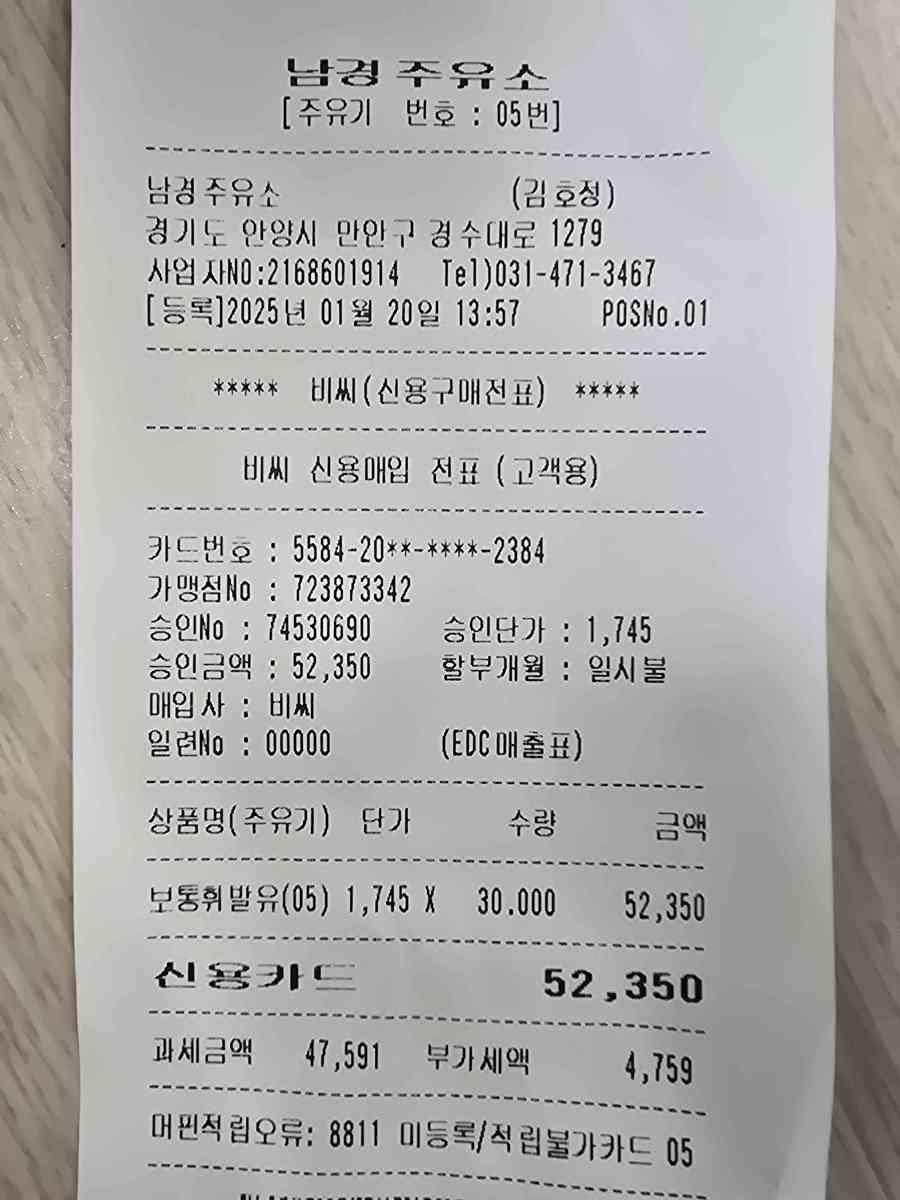 남경주유소
[주유기 번호 : 05번]
남경주유소 (김호정)
경기도 안양시 만안구 경수대로 1279
사업자NO:2168601914 Tel)031-471-3467
[등록]2025년 01월 20일 13:57 POSNo.01
***** 비씨(신용구매전표) *****
비씨 신용매입 전표 (고객용)
카드번호 : 5584-20**-****-2384
가맹점No : 723873342
승인No : 74530690 승인단가 : 1,745
승인금액 : 52,350 할부개월 : 일시불
매입사 : 비씨
일련No : 00000 (EDC매출표)
상품명(주유기) 단가 수량 금액
보통휘발유(05) 1,745 X 30.000 52,350
신용카드 52,350
과세금액 47,591 부가세액 4,759
머핀적립오류: 8811 미등록/적립불가카드 05